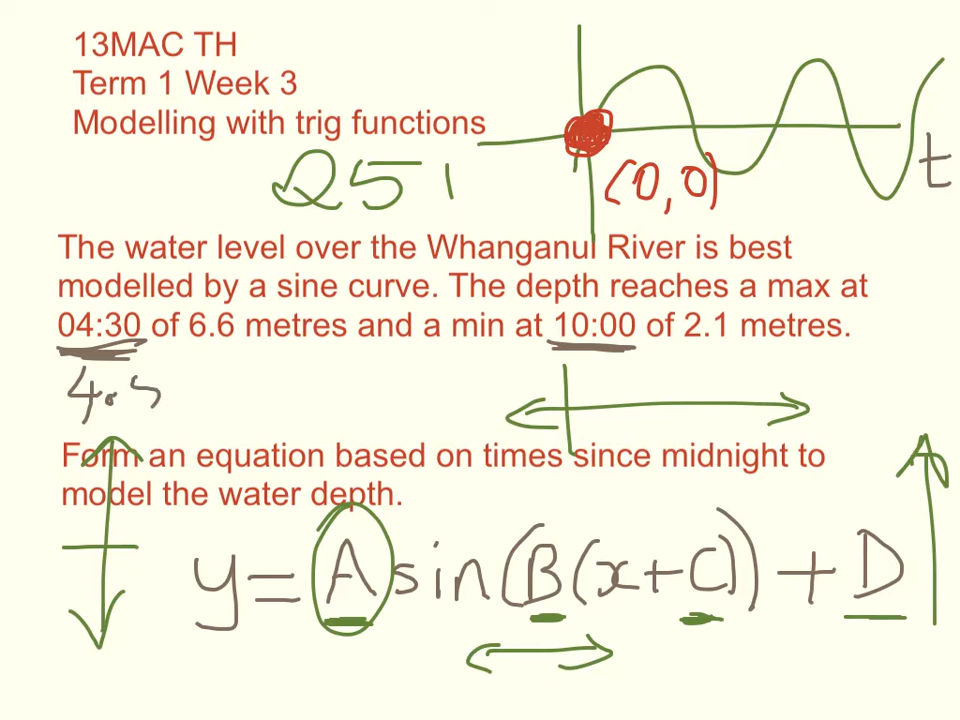 13MAC TH
Term 1 Week 3
Modelling with trig functions
251
(0,0)
t
The water level over the Whanganui River is best
modelled by a sine curve. The depth reaches a max at
04:30 of 6.6 metres and a min at 10:00 of 2.1 metres.
4.5
Form an equation based on times since midnight to
model the water depth.
y=Asin(B(x+C))+D